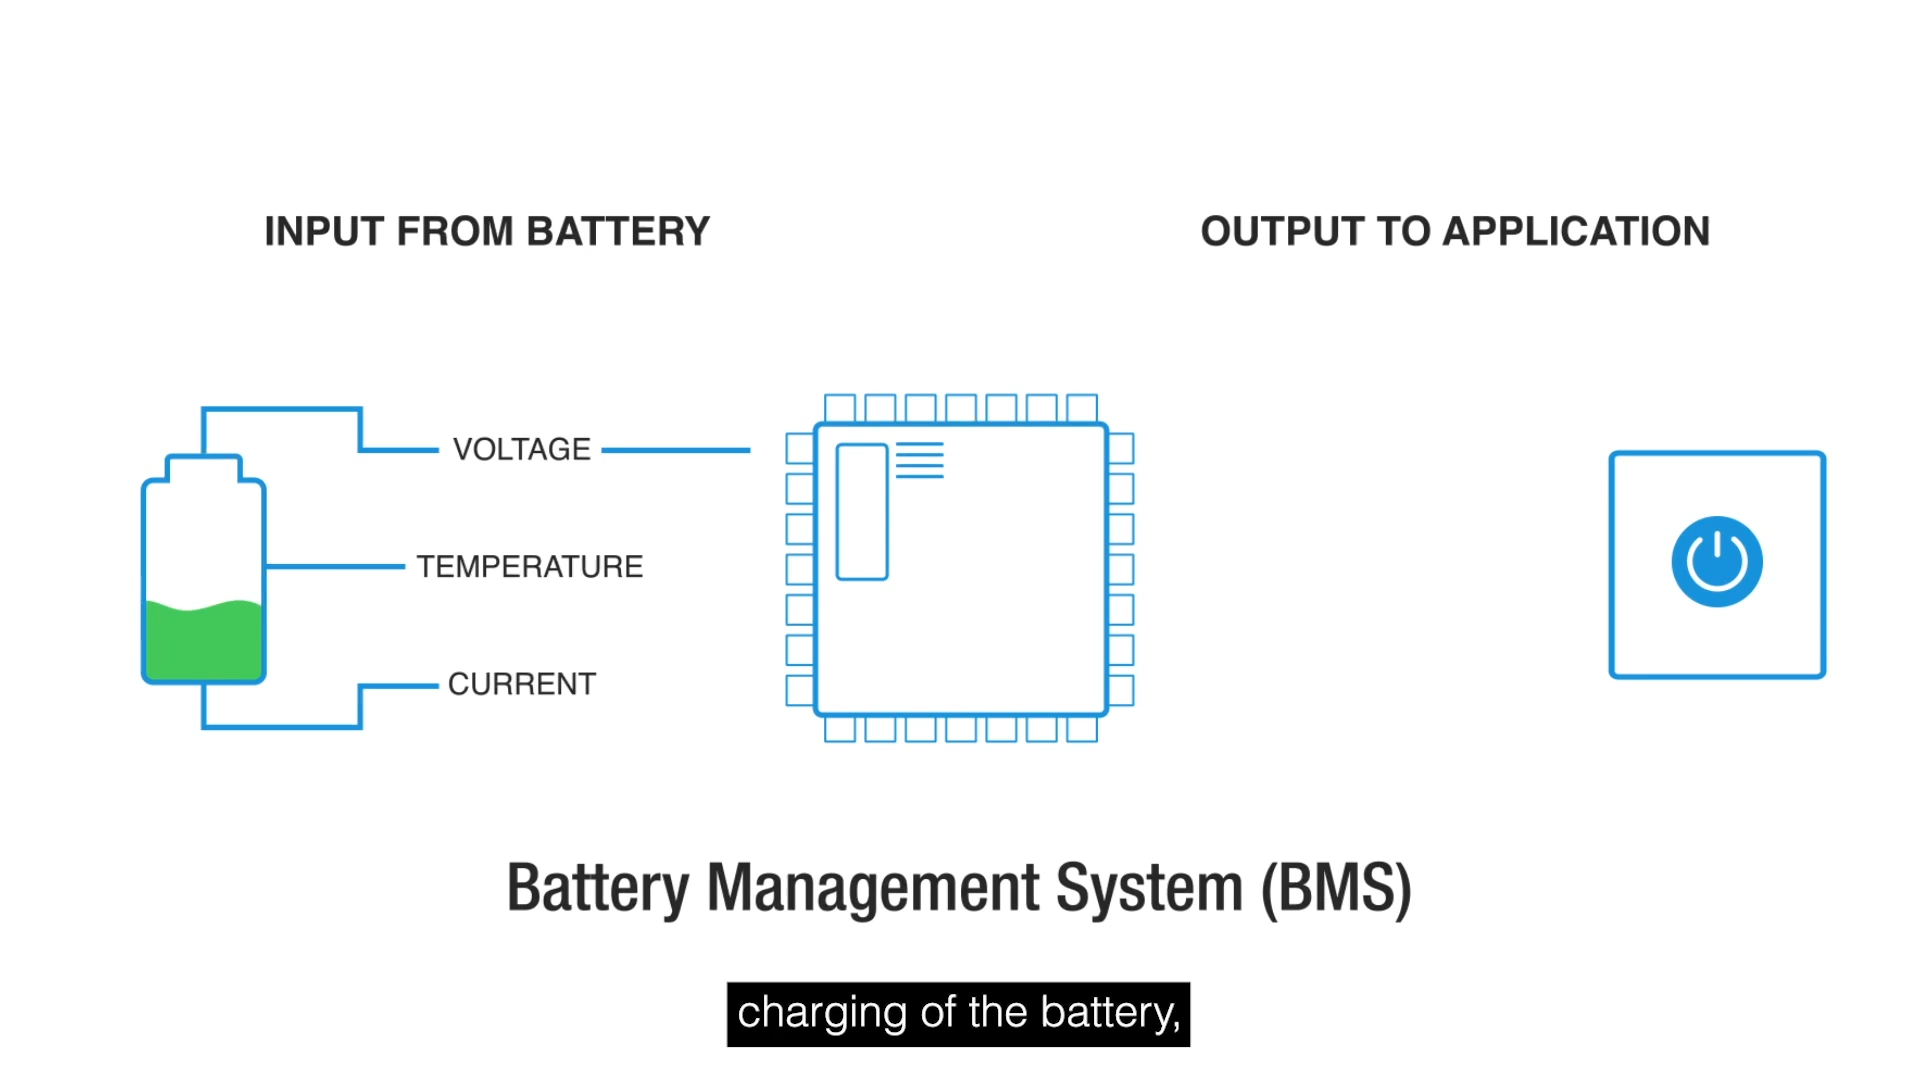 INPUT FROM BATTERY
OUTPUT TO APPLICATION
VOLTAGE
TEMPERATURE
CURRENT
Battery Management System (BMS)
charging of the battery,